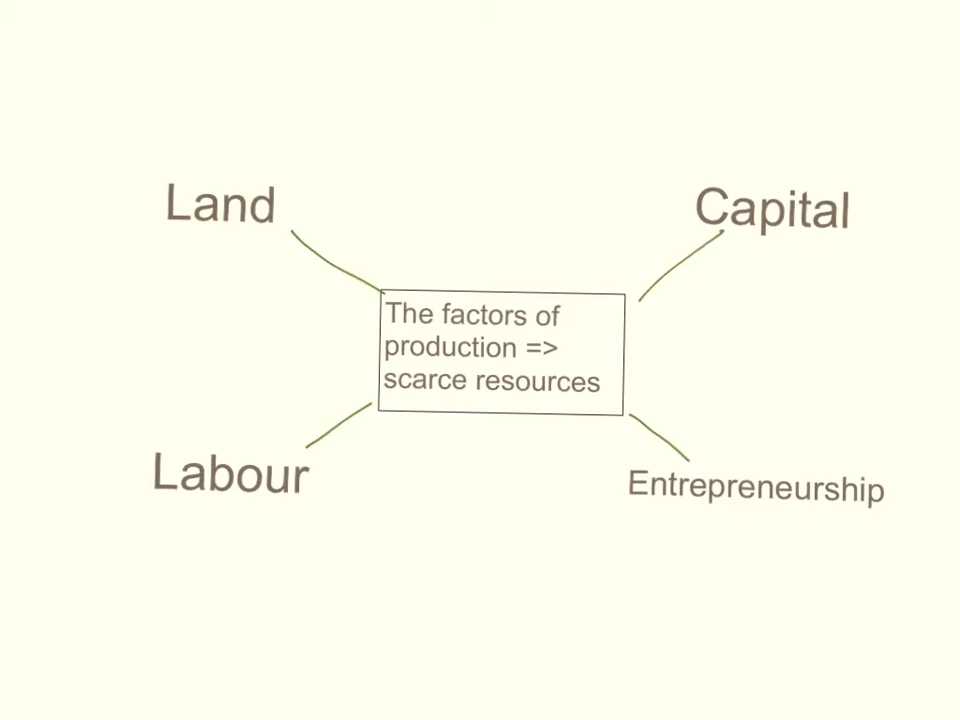 Land
Capital
The factors of
production =>
scarce resources
Labour
Entrepreneurship